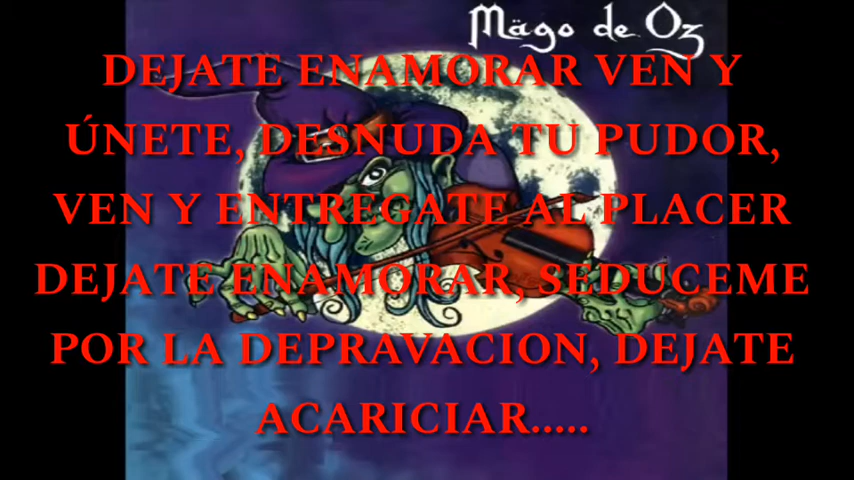 Mägo de Oz
DEJATE ENAMORAR VEN Y
ÚNETE, DESNUDA TU PUDOR,
VEN Y ENTREGATE AL PLACER
DEJATE ENAMORAR, SEDUCEME
POR LA DEPRAVACION, DEJATE
ACARICIAR.....